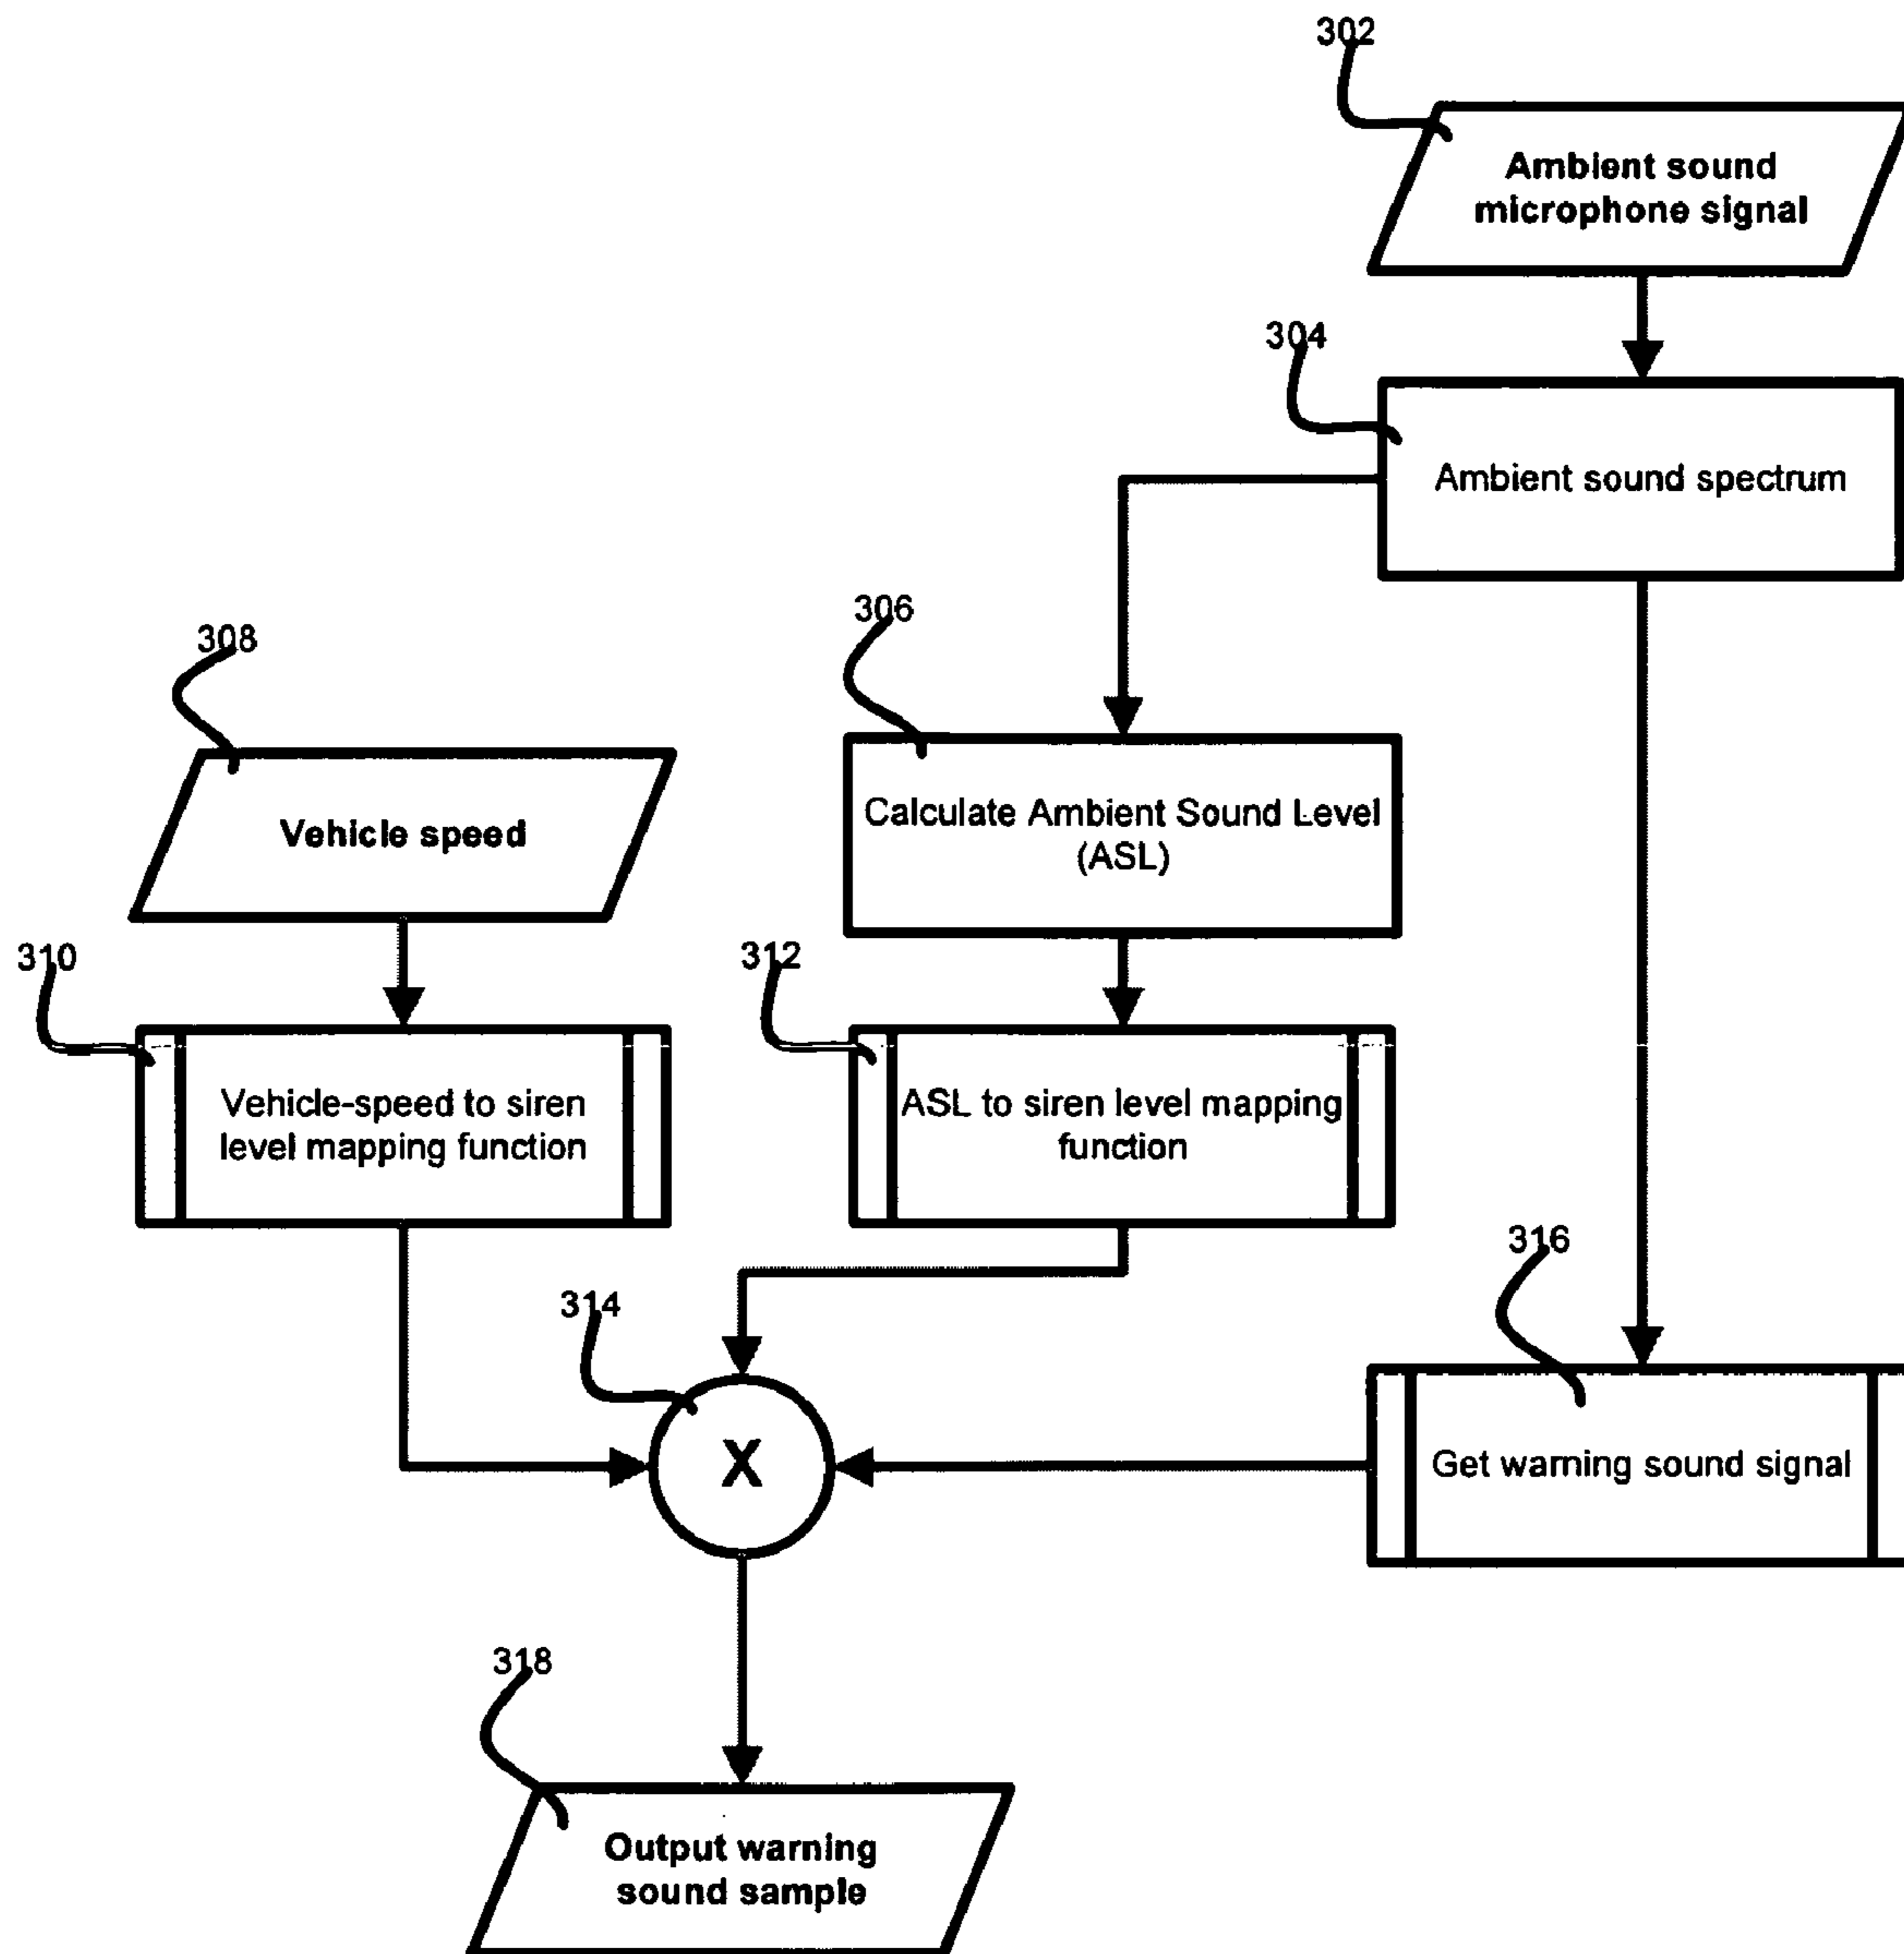 302
Ambient sound
microphone signal
304
Ambient sound spectrum
306
308
Calculate Ambient Sound Level
(ASL)
Vehicle speed
310
312
Vehicle-speed to siren
level mapping function
ASL to siren level mapping
function
316
314
X
Get warning sound signal
318
Output warning
sound sample